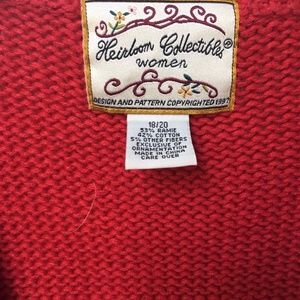 Heirloom Collectibles®
women
DESIGN AND PATTERN COPYRIGHTED 1997
18/20
53% RAMIE
42% COTTON
5% OTHER FIBERS
EXCLUSIVE OF
ORNAMENTATION
MADE IN CHINA
CARE OVER